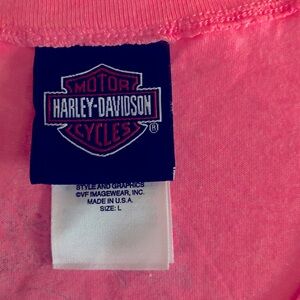 MOTOR
HARLEY-DAVIDSON
CYCLES
®
STYLE AND GRAPHICS
©VF IMAGEWEAR, INC.
MADE IN U.S.A.
SIZE: L